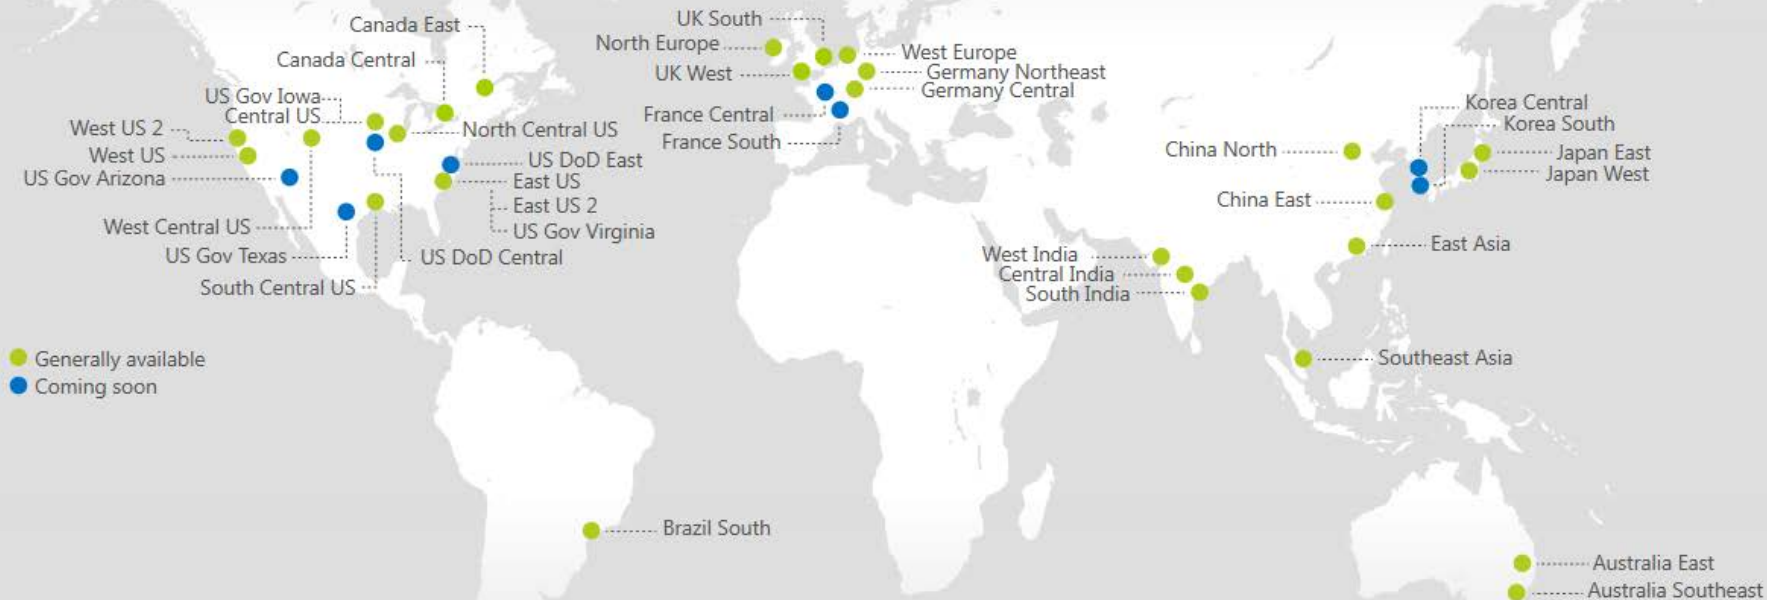 Canada East
Canada Central
US Gov Iowa
Central US
West US 2
West US
US Gov Arizona
West Central US
US Gov Texas
South Central US
North Central US
US DoD East
East US
East US 2
US Gov Virginia
US DoD Central
UK South
North Europe
UK West
West Europe
Germany Northeast
Germany Central
France Central
France South
Korea Central
Korea South
China North
Japan East
Japan West
China East
East Asia
West India
Central India
South India
Southeast Asia
Generally available
Coming soon
Brazil South
Australia East
Australia Southeast